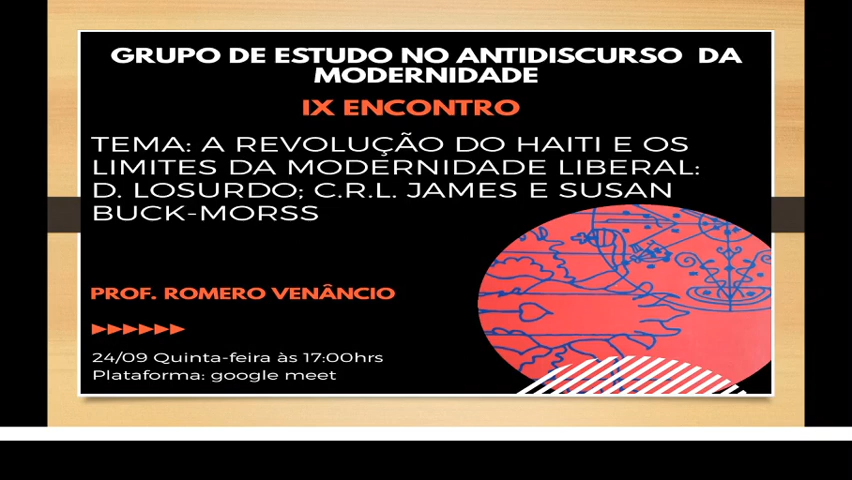 GRUPO DE ESTUDO NO ANTIDISCURSO DA
MODERNIDADE
IX ENCONTRO
TEMA: A REVOLUÇÃO DO HAITI E OS
LIMITES DA MODERNIDADE LIBERAL:
D. LOSURDO; C.R.L. JAMES E SUSAN
BUCK-MORSS
PROF. ROMERO VENÂNCIO
24/09 Quinta-feira às 17:00hrs
Plataforma: google meet